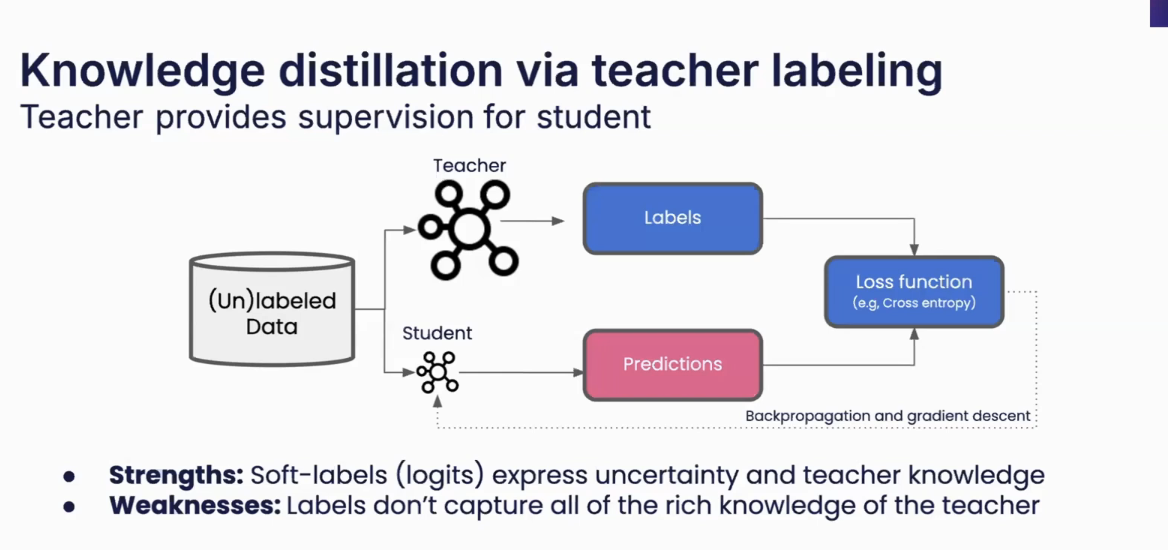 Knowledge distillation via teacher labeling
Teacher provides supervision for student
Teacher
Labels
(Un)labeled
Data
Loss function
(e.g, Cross entropy)
Student
Predictions
Backpropagation and gradient descent
● Strengths: Soft-labels (logits) express uncertainty and teacher knowledge
● Weaknesses: Labels don’t capture all of the rich knowledge of the teacher